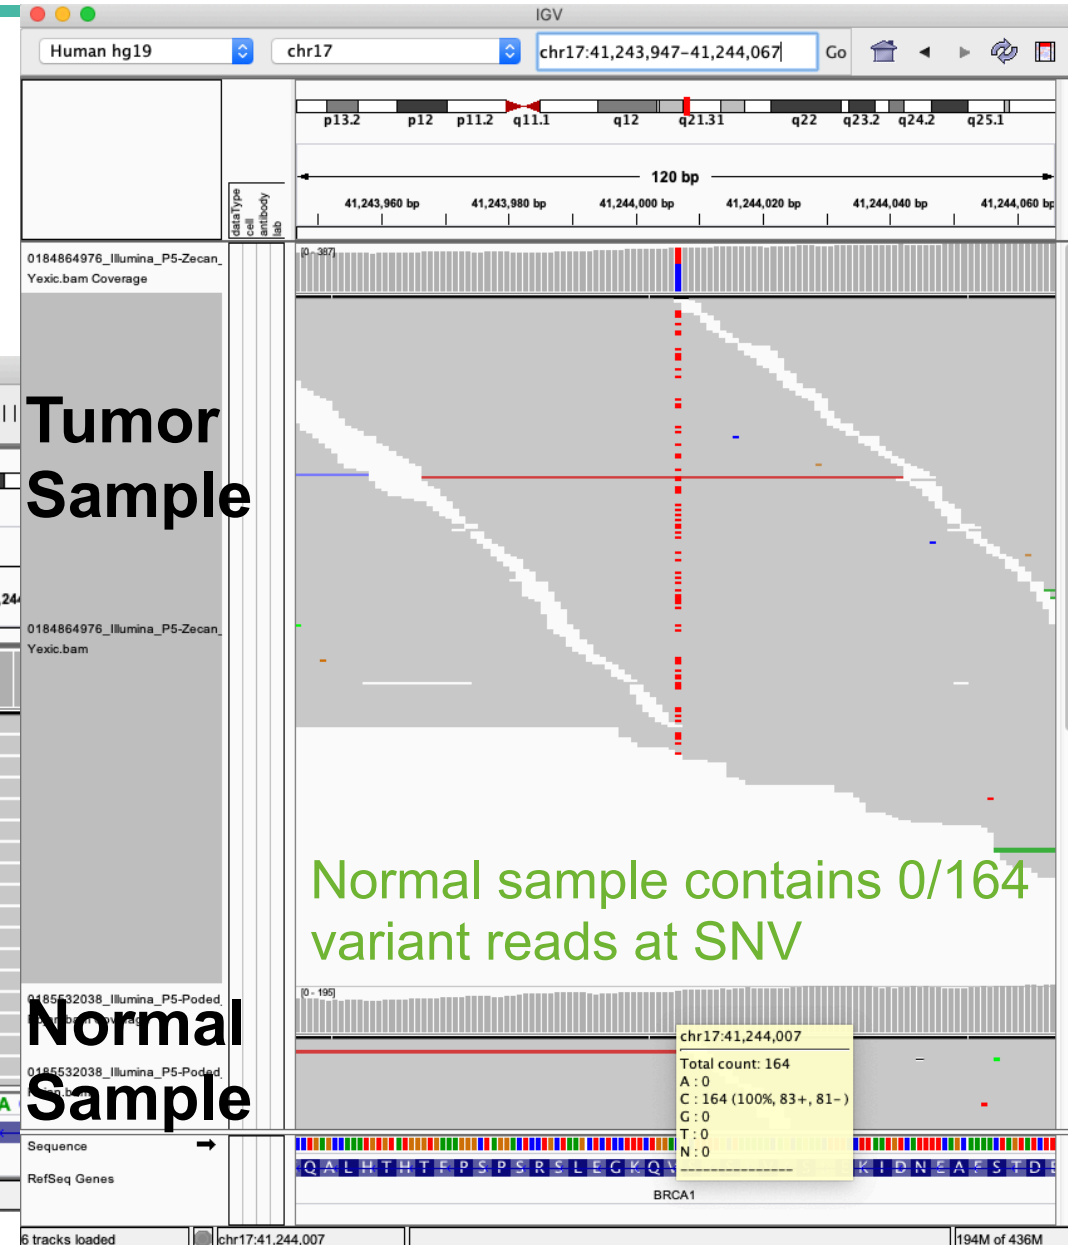 IGV
Human hg19
chr17
chr17:41,243,947-41,244,067
Go
p13.2 p12 p11.2 q11.1 q12 q21.31 q22 q23.2 q24.2 q25.1
120 bp
41,243,960 bp 41,243,980 bp 41,244,000 bp 41,244,020 bp 41,244,040 bp 41,244,060 bp
dataType
cell
antibody
lab
0184864976_Illumina_P5-Zecan_
Yexic.bam Coverage
[0 - 387]
Tumor
Sample
0184864976_Illumina_P5-Zecan_
Yexic.bam
Normal sample contains 0/164
variant reads at SNV
0185532038_Illumina_P5-Poded_
[0 - 195]
Normal
Sample
0185532038_Illumina_P5-Poded_
chr17:41,244,007
Total count: 164
A : 0
C : 164 (100%, 83+, 81-)
G : 0
T : 0
N : 0
---------------
Sequence
RefSeq Genes
BRCA1
6 tracks loaded
chr17:41,244,007
194M of 436M